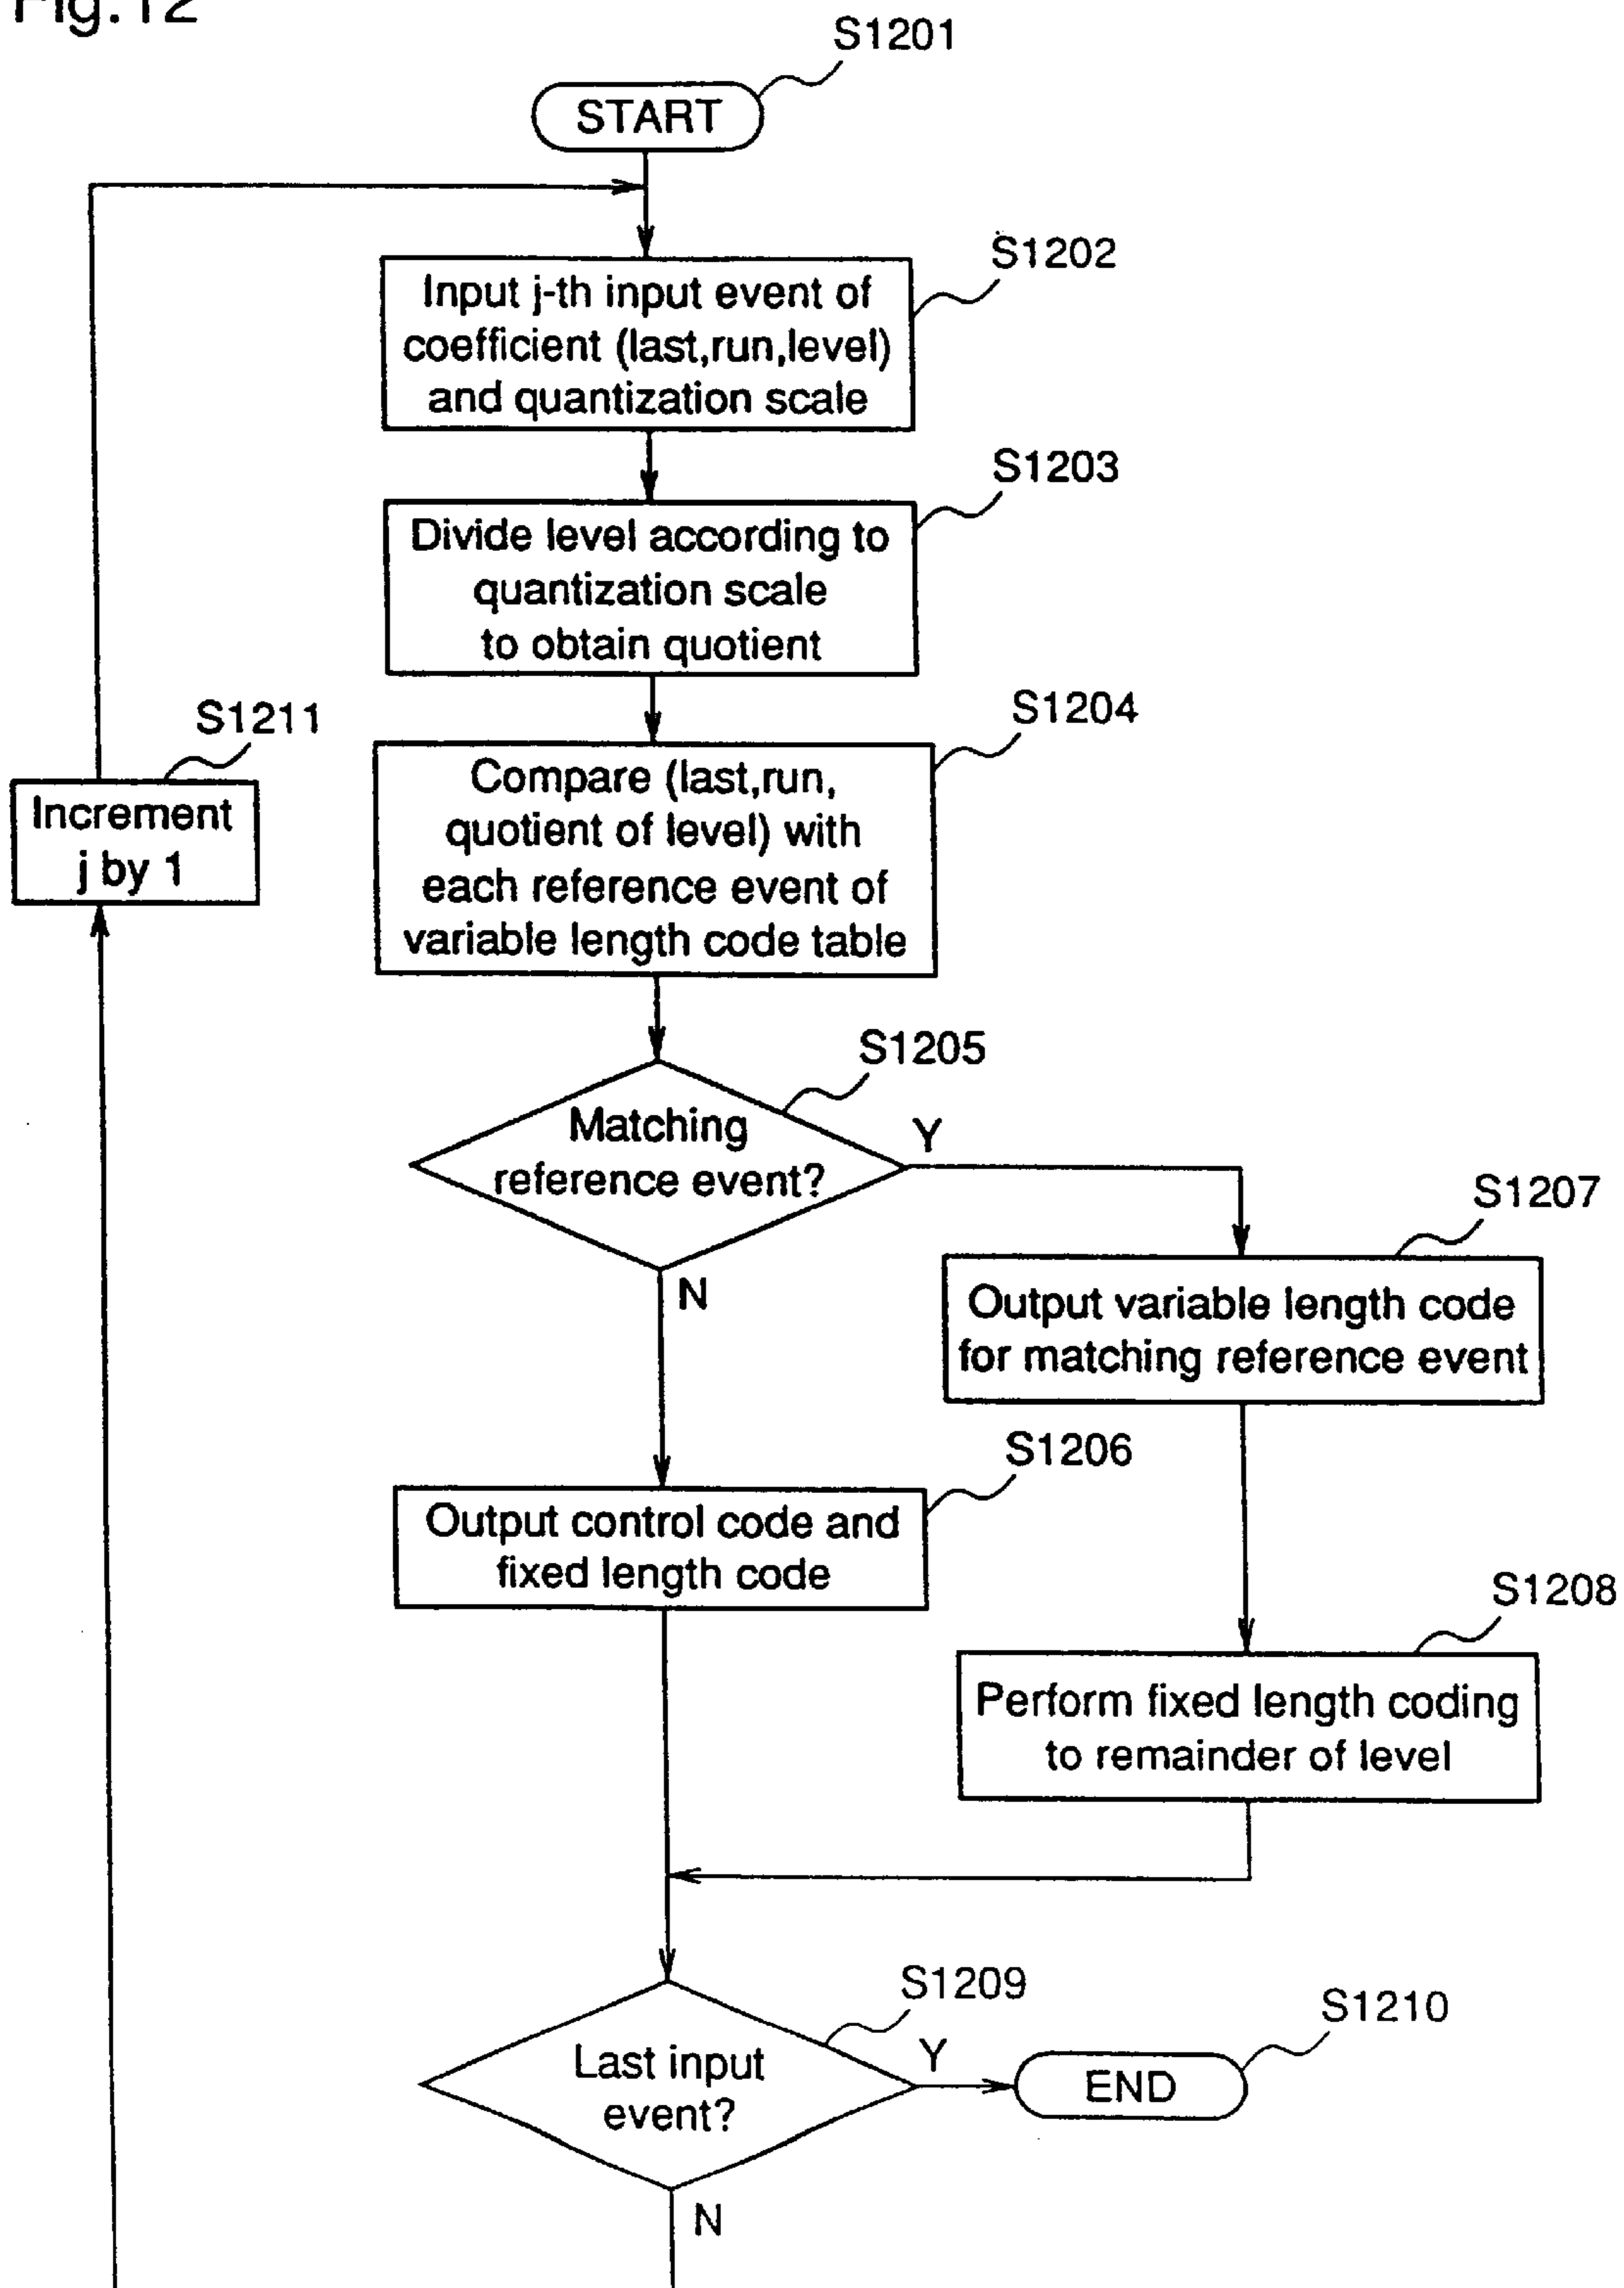 Fig.12
S1201
START
S1202
Input j-th input event of
coefficient (last,run,level)
and quantization scale
S1203
Divide level according to
quantization scale
to obtain quotient
S1204
Compare (last,run,
quotient of level) with
each reference event of
variable length code table
S1211
Increment
j by 1
S1205
Matching
reference event?
Y
N
S1207
Output variable length code
for matching reference event
S1206
Output control code and
fixed length code
S1208
Perform fixed length coding
to remainder of level
S1209
Last input
event?
Y
S1210
END
N